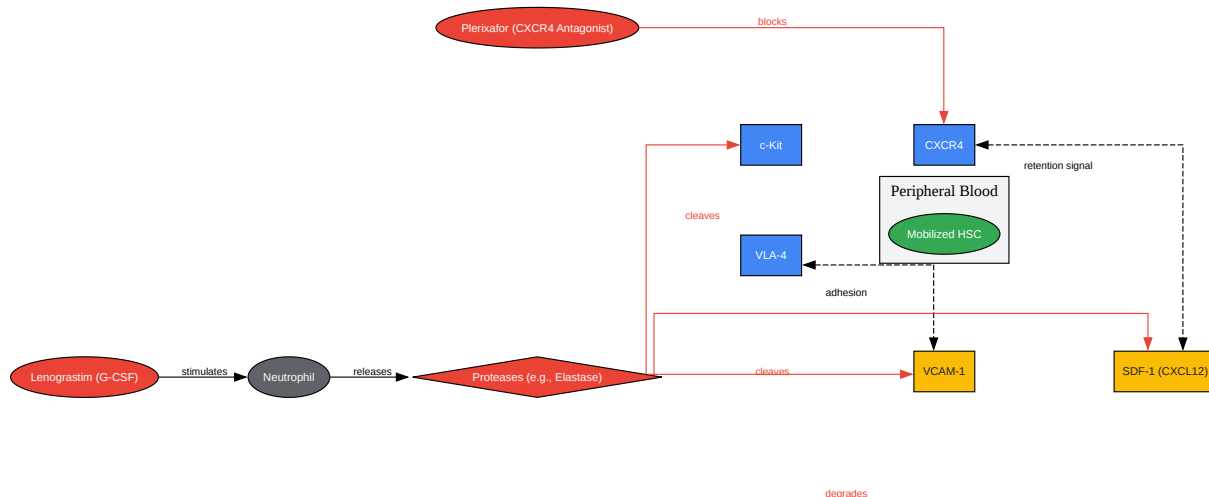 Plerixafor (CXCR4 Antagonist)
blocks
c-Kit
CXCR4
retention signal
Peripheral Blood
cleaves
Mobilized HSC
VLA-4
adhesion
Lenograstim (G-CSF)
stimulates
Neutrophil
releases
Proteases (e.g., Elastase)
cleaves
VCAM-1
SDF-1 (CXCL12)
degrades